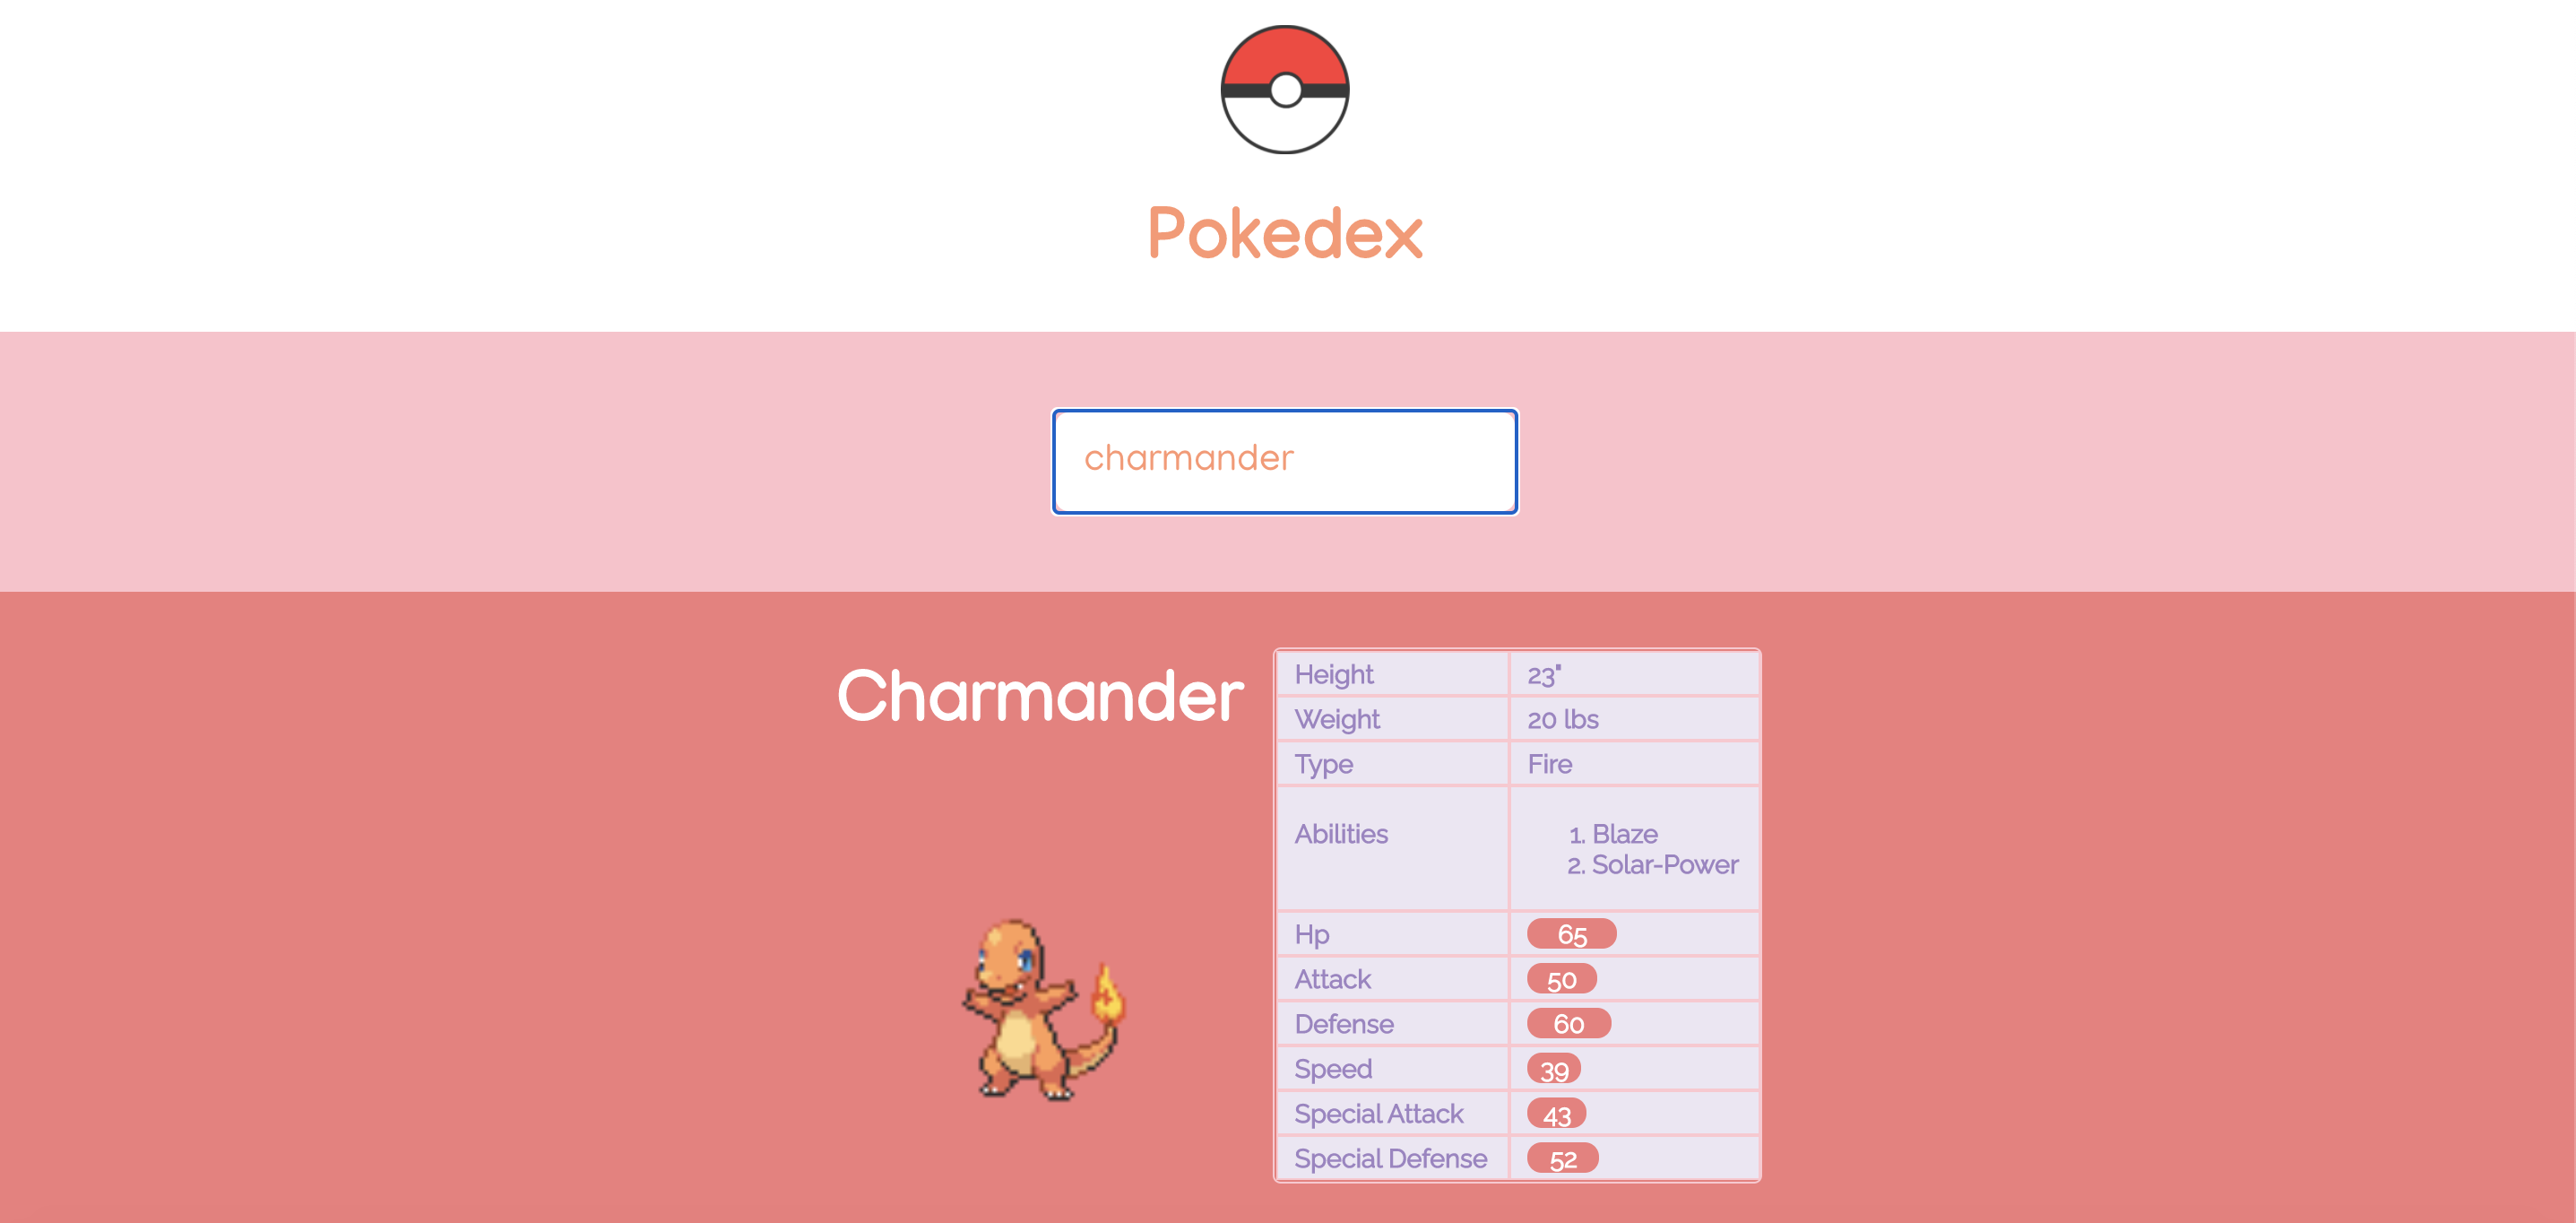 Pokedex
charmander
Charmander
Height 23"
Weight 20 lbs
Type Fire
Abilities
1. Blaze
2. Solar-Power
Hp 65
Attack 50
Defense 60
Speed 39
Special Attack 43
Special Defense 52